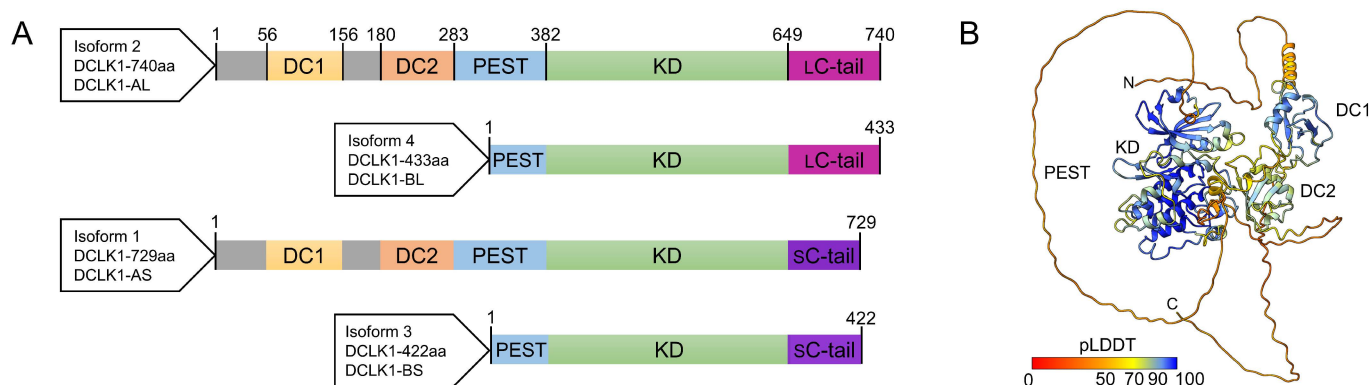 A
Isoform 2
DCLK1-740aa
DCLK1-AL
1 56 156 180 283 382 649 740
DC1 DC2 PEST KD LC-tail
Isoform 4
DCLK1-433aa
DCLK1-BL
1 433
PEST KD LC-tail
Isoform 1
DCLK1-729aa
DCLK1-AS
1 729
DC1 DC2 PEST KD SC-tail
Isoform 3
DCLK1-422aa
DCLK1-BS
1 422
PEST KD SC-tail
B
N
DC1
KD
PEST
DC2
C
pLDDT
0 50 70 90 100